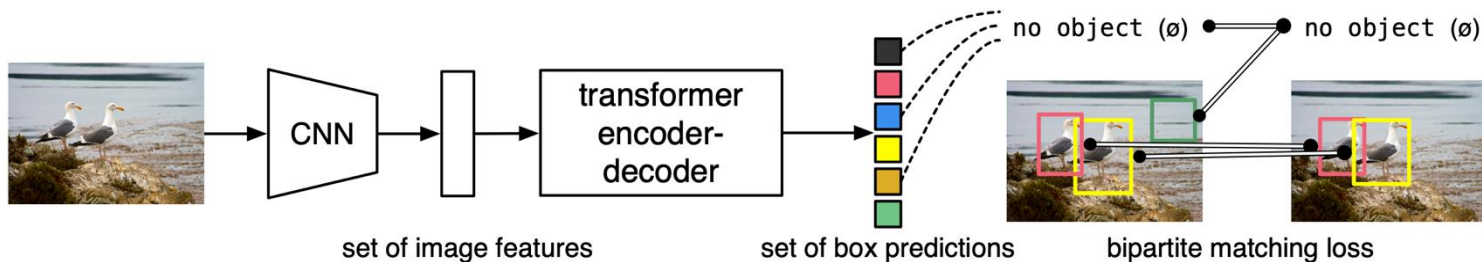 no object (ø)
no object (ø)
CNN
transformer
encoder-
decoder
set of image features
set of box predictions
bipartite matching loss